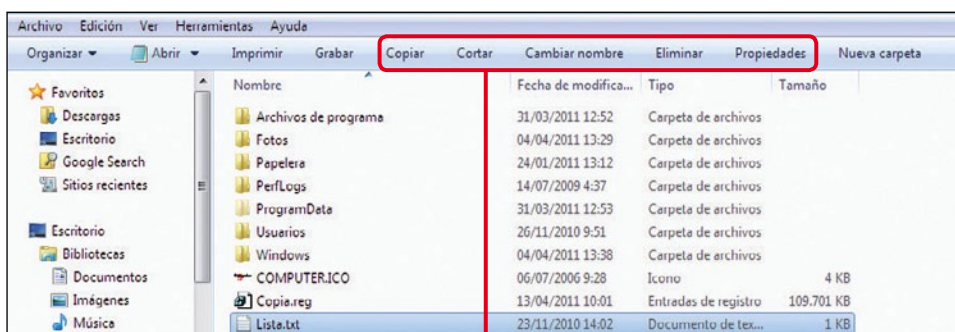 Archivo Edición Ver Herramientas Ayuda
Organizar Abrir Imprimir Grabar Copiar Cortar Cambiar nombre Eliminar Propiedades Nueva carpeta
Favoritos
Descargas
Escritorio
Google Search
Sitios recientes
Escritorio
Bibliotecas
Documentos
Imágenes
Música
Nombre Fecha de modifica... Tipo Tamaño
Archivos de programa 31/03/2011 12:52 Carpeta de archivos
Fotos 04/04/2011 13:29 Carpeta de archivos
Papelera 24/01/2011 13:12 Carpeta de archivos
PerfLogs 14/07/2009 4:37 Carpeta de archivos
ProgramData 31/03/2011 12:53 Carpeta de archivos
Usuarios 26/11/2010 9:51 Carpeta de archivos
Windows 04/04/2011 13:38 Carpeta de archivos
COMPUTER.ICO 06/07/2006 9:28 Icono 4 KB
Copia.reg 13/04/2011 10:01 Entradas de registro 109.701 KB
Lista.txt 23/11/2010 14:02 Documento de tex... 1 KB